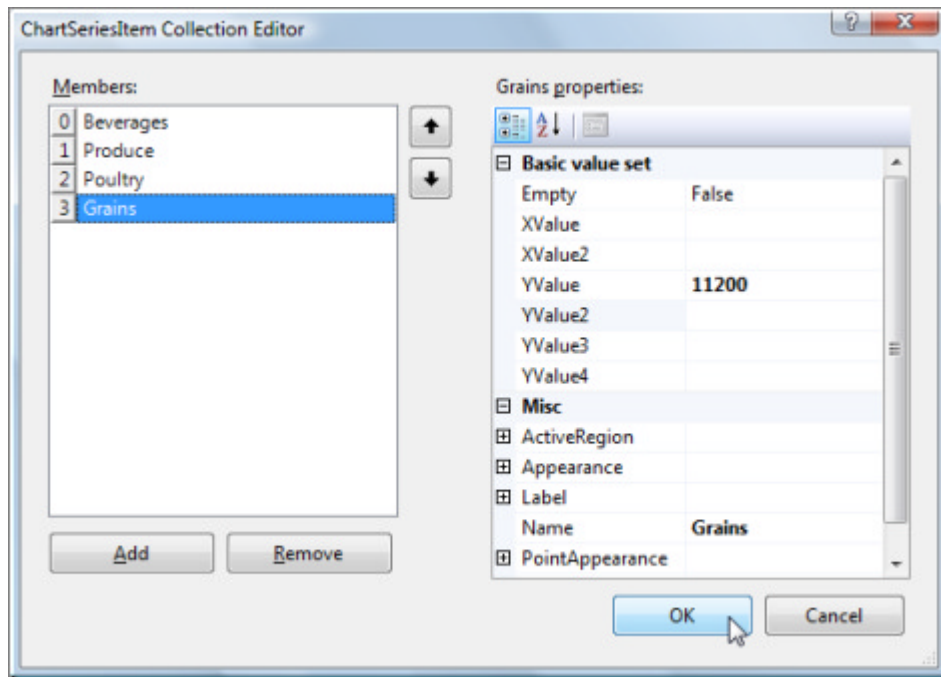 ChartSeriesItem Collection Editor
Members:
0 Beverages
1 Produce
2 Poultry
3 Grains
Add
Remove
Grains properties:
Basic value set
Empty False
XValue
XValue2
YValue 11200
YValue2
YValue3
YValue4
Misc
ActiveRegion
Appearance
Label
Name Grains
PointAppearance
OK
Cancel